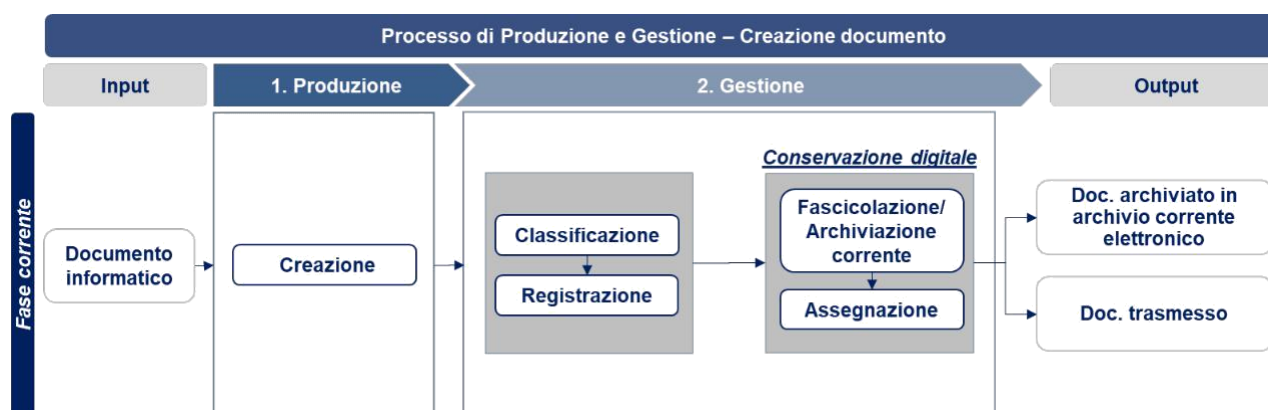 Processo di Produzione e Gestione – Creazione documento
Input
1. Produzione
2. Gestione
Output
Fase corrente
Documento
informatico
Creazione
Classificazione
Registrazione
Conservazione digitale
Fascicolazione/
Archiviazione
corrente
Assegnazione
Doc. archiviato in
archivio corrente
elettronico
Doc. trasmesso